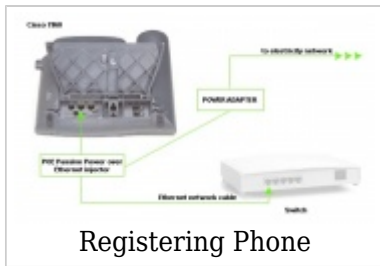 Cisco 7960
to electricity network
POWER ADAPTER
POE Passive Power over
Ethernet injector
Ethernet network cable
Switch
Registering Phone